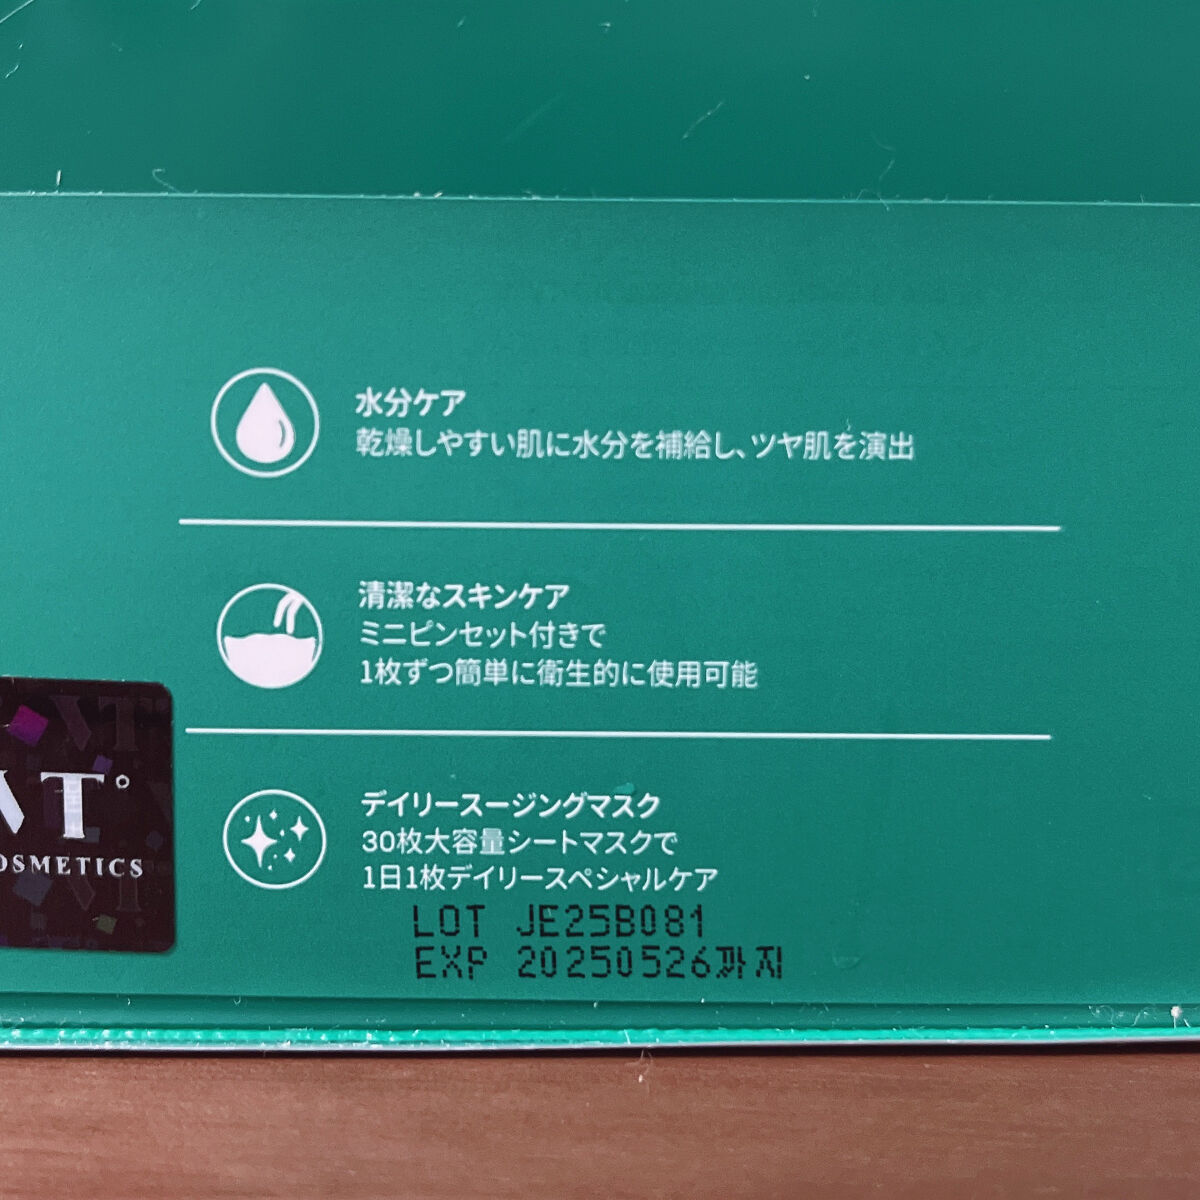 水分ケア
乾燥しやすい肌に水分を補給し、ツヤ肌を演出
清潔なスキンケア
ミニピンセット付きで
1枚ずつ簡単に衛生的に使用可能
VT°
COSMETICS
デイリースージングマスク
30枚大容量シートマスクで
1日1枚デイリースペシャルケア
LOT JE25B081
EXP 20250526까지